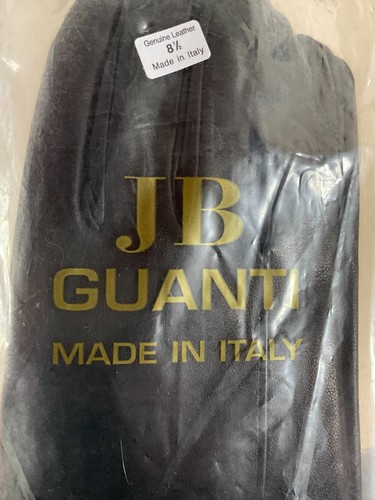 Genuine Leather
8½
Made in Italy
JB
GUANTI
MADE IN ITALY